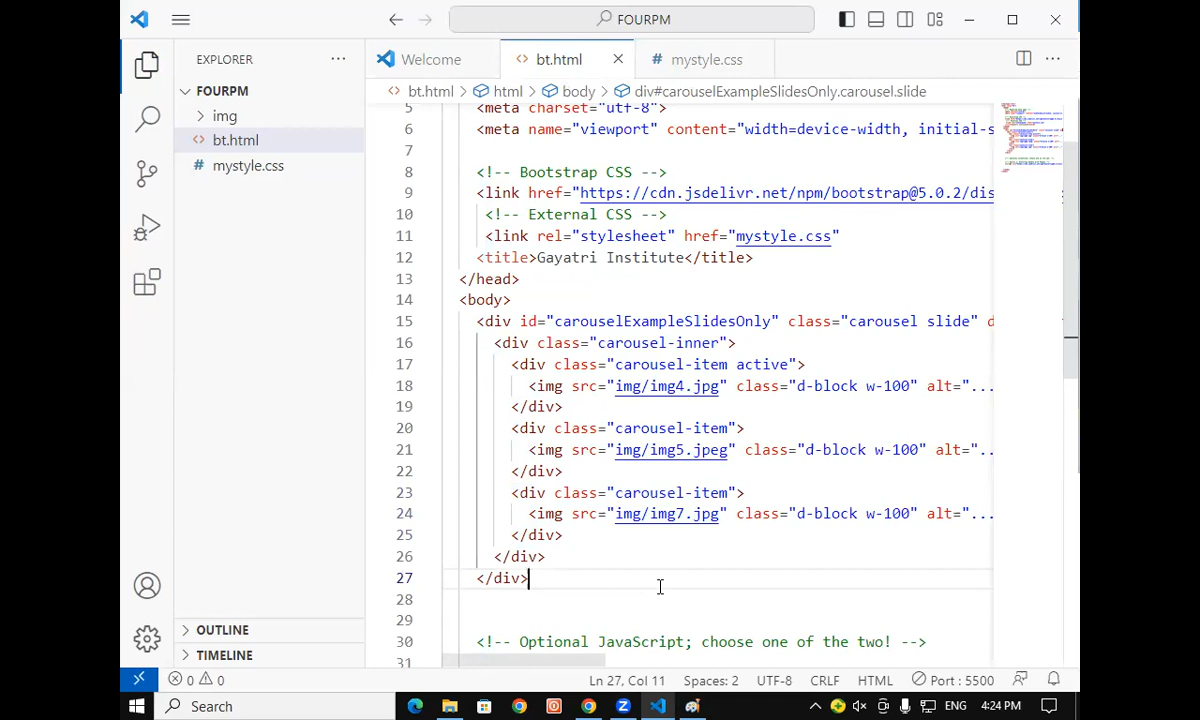 FOURPM
EXPLORER
Welcome
bt.html
# mystyle.css
FOURPM
bt.html > html > body > div#carouselExampleSlidesOnly.carousel.slide
img
bt.html
# mystyle.css
5 <meta charset="utf-8">
6 <meta name="viewport" content="width=device-width, initial-s
7
8 <!-- Bootstrap CSS -->
9 <link href="https://cdn.jsdelivr.net/npm/bootstrap@5.0.2/dis
10 <!-- External CSS -->
11 <link rel="stylesheet" href="mystyle.css"
12 <title>Gayatri Institute</title>
13 </head>
14 <body>
15 <div id="carouselExampleSlidesOnly" class="carousel slide" d
16 <div class="carousel-inner">
17 <div class="carousel-item active">
18 <img src="img/img4.jpg" class="d-block w-100" alt="...
19 </div>
20 <div class="carousel-item">
21 <img src="img/img5.jpeg" class="d-block w-100" alt="..
22 </div>
23 <div class="carousel-item">
24 <img src="img/img7.jpg" class="d-block w-100" alt="...
25 </div>
26 </div>
27 </div>
28
29
30 <!-- Optional JavaScript; choose one of the two! -->
31
OUTLINE
TIMELINE
0 0
Ln 27, Col 11
Spaces: 2
UTF-8
CRLF
HTML
Port : 5500
Search
ENG
4:24 PM